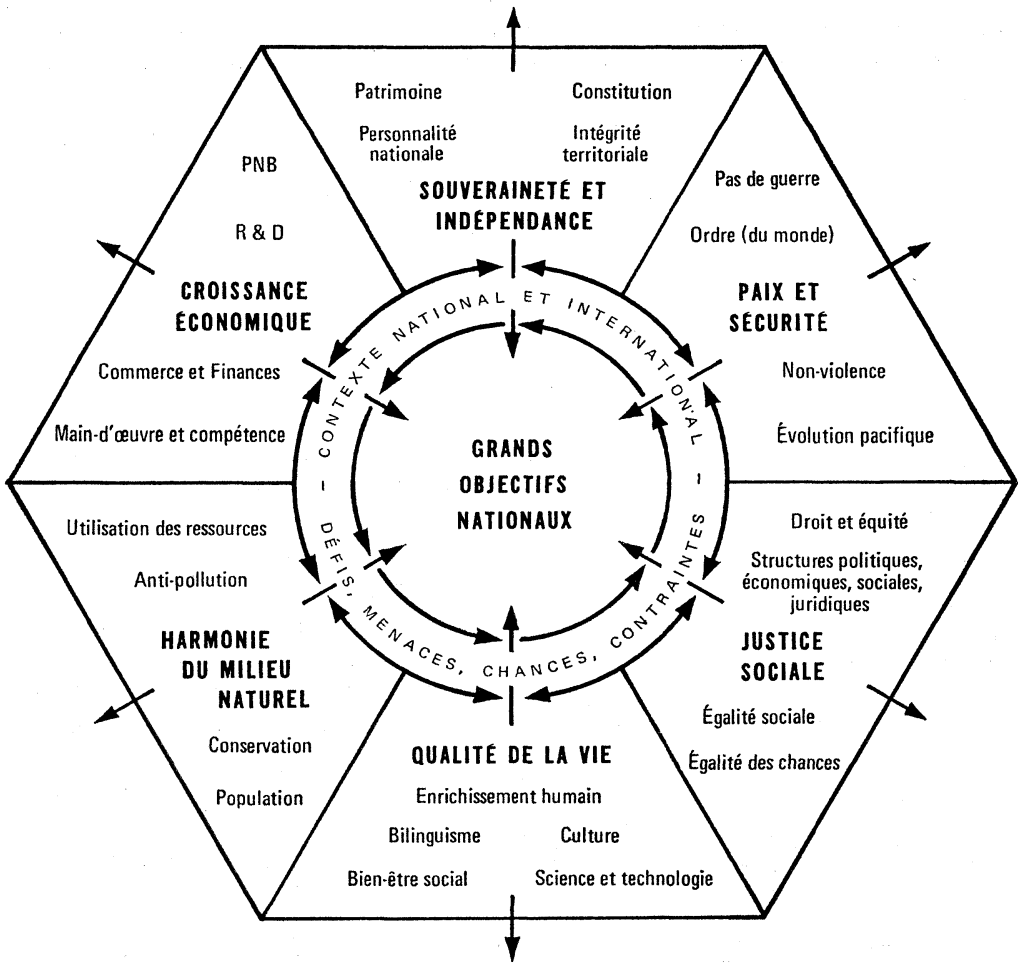 Patrimoine
Constitution
Personnalité
nationale
Intégrité
territoriale
SOUVERAINETÉ ET
INDÉPENDANCE
PNB
R & D
CROISSANCE
ÉCONOMIQUE
Commerce et Finances
Main-d'œuvre et compétence
Pas de guerre
Ordre (du monde)
PAIX ET
SÉCURITÉ
Non-violence
Évolution pacifique
– CONTEXTE NATIONAL ET INTERNATIONAL –
DÉFIS, MENACES, CHANCES, CONTRAINTES
GRANDS
OBJECTIFS
NATIONAUX
Utilisation des ressources
Anti-pollution
HARMONIE
DU MILIEU
NATUREL
Conservation
Population
Droit et équité
Structures politiques,
économiques, sociales,
juridiques
JUSTICE
SOCIALE
Égalité sociale
Égalité des chances
QUALITÉ DE LA VIE
Enrichissement humain
Bilinguisme
Culture
Bien-être social
Science et technologie